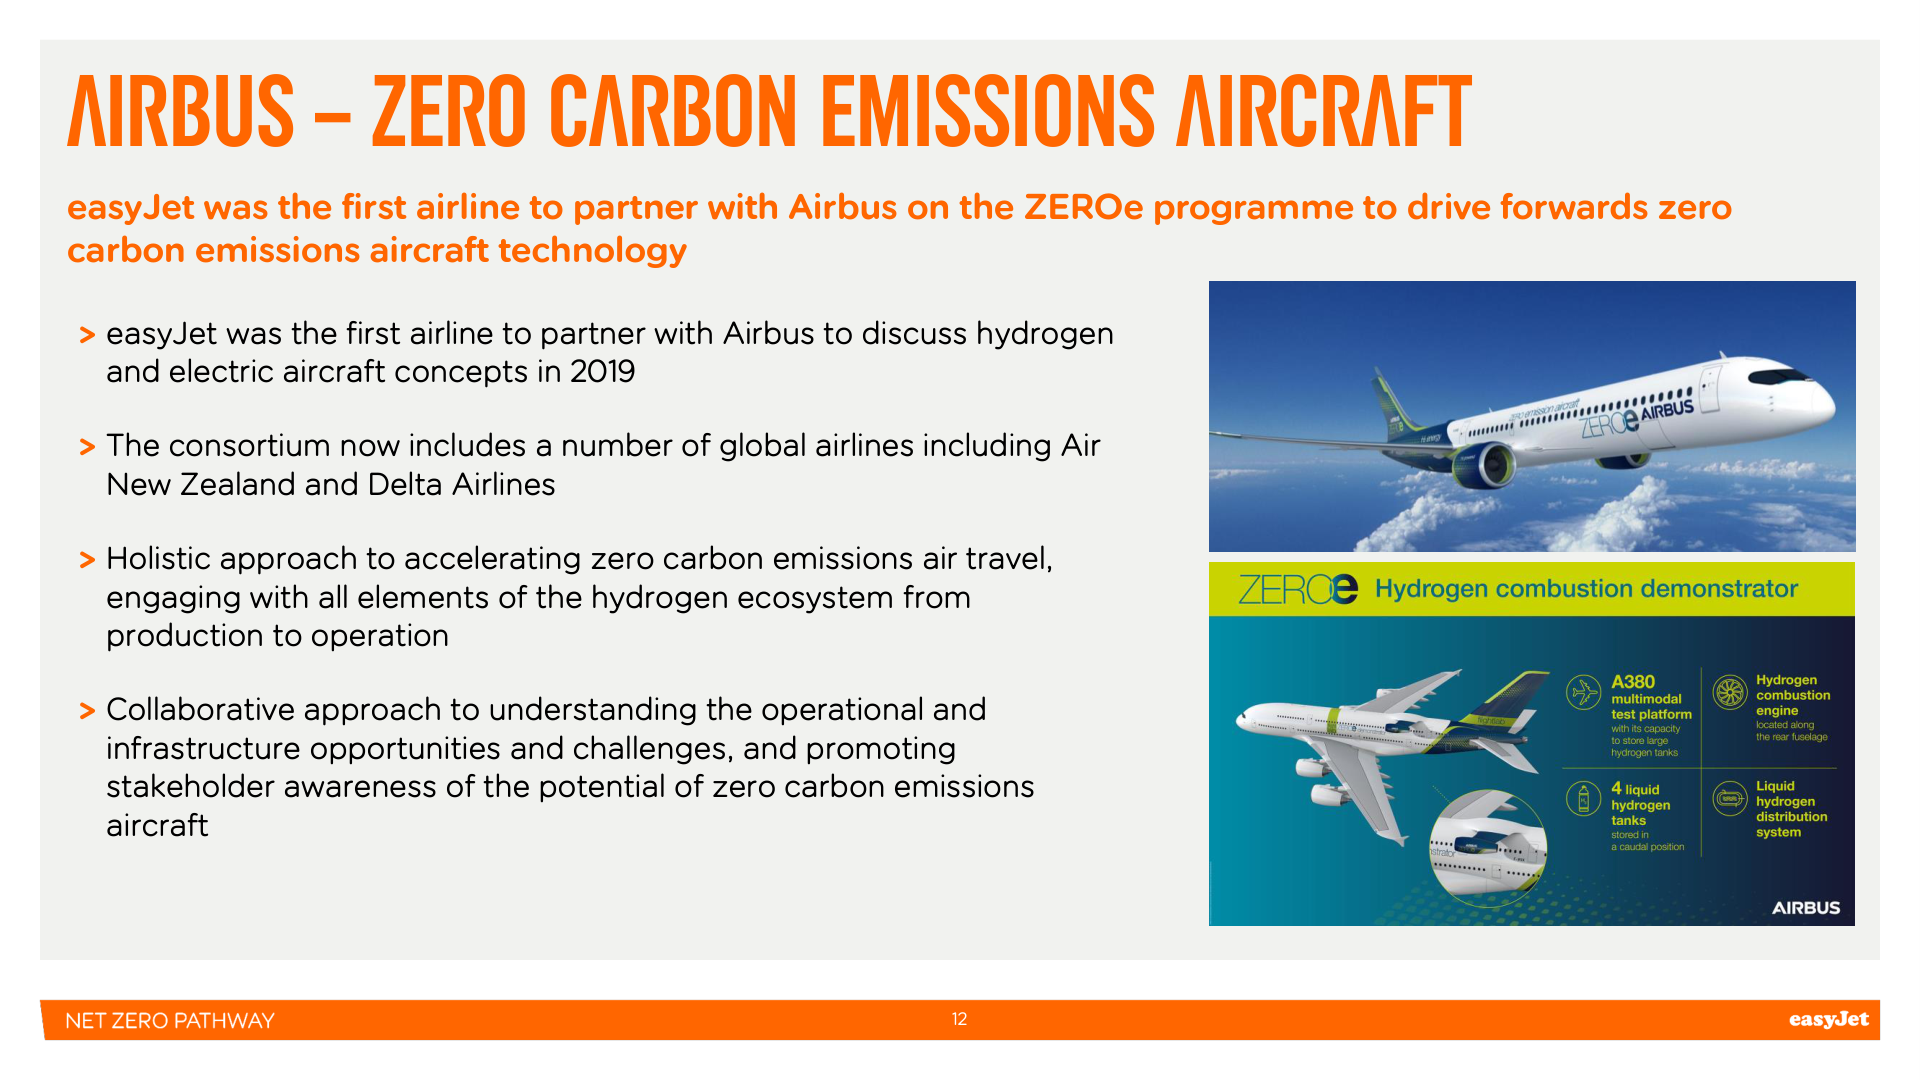 AIRBUS – ZERO CARBON EMISSIONS AIRCRAFT
easyJet was the first airline to partner with Airbus on the ZEROe programme to drive forwards zero
carbon emissions aircraft technology
> easyJet was the first airline to partner with Airbus to discuss hydrogen
and electric aircraft concepts in 2019
> The consortium now includes a number of global airlines including Air
New Zealand and Delta Airlines
> Holistic approach to accelerating zero carbon emissions air travel,
engaging with all elements of the hydrogen ecosystem from
production to operation
> Collaborative approach to understanding the operational and
infrastructure opportunities and challenges, and promoting
stakeholder awareness of the potential of zero carbon emissions
aircraft
ZERO-emission aircraft
ZEROe AIRBUS
ZEROe Hydrogen combustion demonstrator
A380
multimodal
test platform
with its capacity
to store large
hydrogen tanks
Hydrogen
combustion
engine
located along
the rear fuselage
4 liquid
hydrogen
tanks
stored in
a caudal position
Liquid
hydrogen
distribution
system
AIRBUS
NET ZERO PATHWAY
12
easyJet